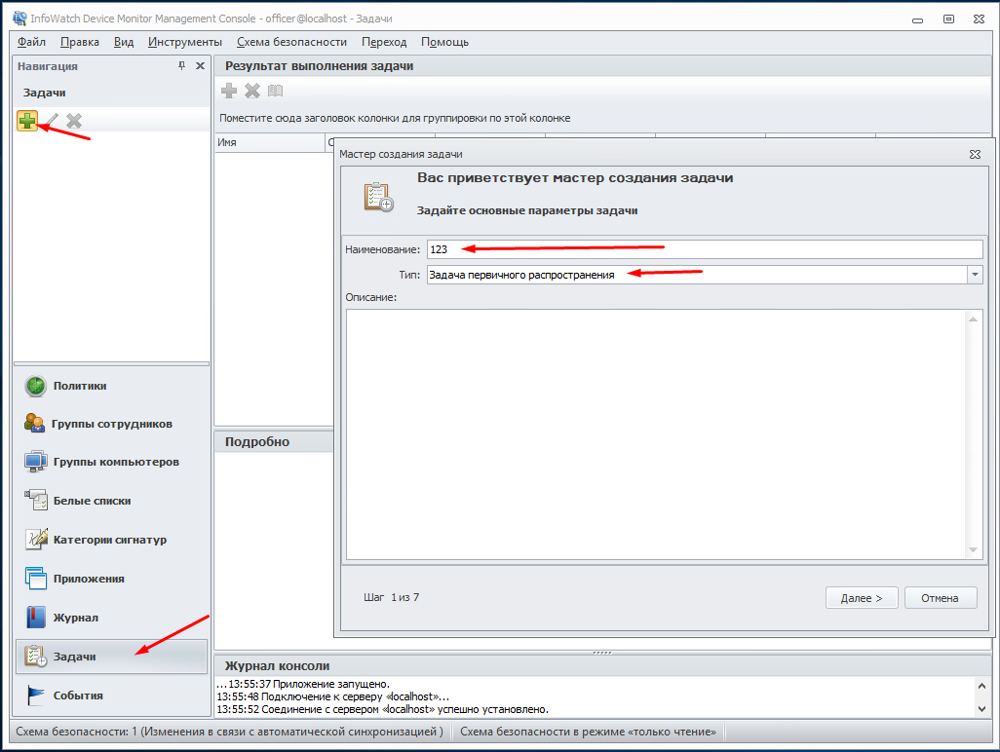 InfoWatch Device Monitor Management Console - officer@localhost - Задачи
Файл Правка Вид Инструменты Схема безопасности Переход Помощь
Навигация
Задачи
Результат выполнения задачи
Поместите сюда заголовок колонки для группировки по этой колонке
Имя
С
Мастер создания задачи
Вас приветствует мастер создания задачи
Задайте основные параметры задачи
Наименование: 123
Тип: Задача первичного распространения
Описание:
Шаг 1 из 7
Далее >
Отмена
Политики
Группы сотрудников
Группы компьютеров
Белые списки
Категории сигнатур
Приложения
Журнал
Задачи
События
Подробно
Журнал консоли
...13:55:37 Приложение запущено.
13:55:48 Подключение к серверу «localhost»...
13:55:52 Соединение с сервером «localhost» успешно установлено.
Схема безопасности: 1 (Изменения в связи с автоматической синхронизацией ) Схема безопасности в режиме «только чтение»